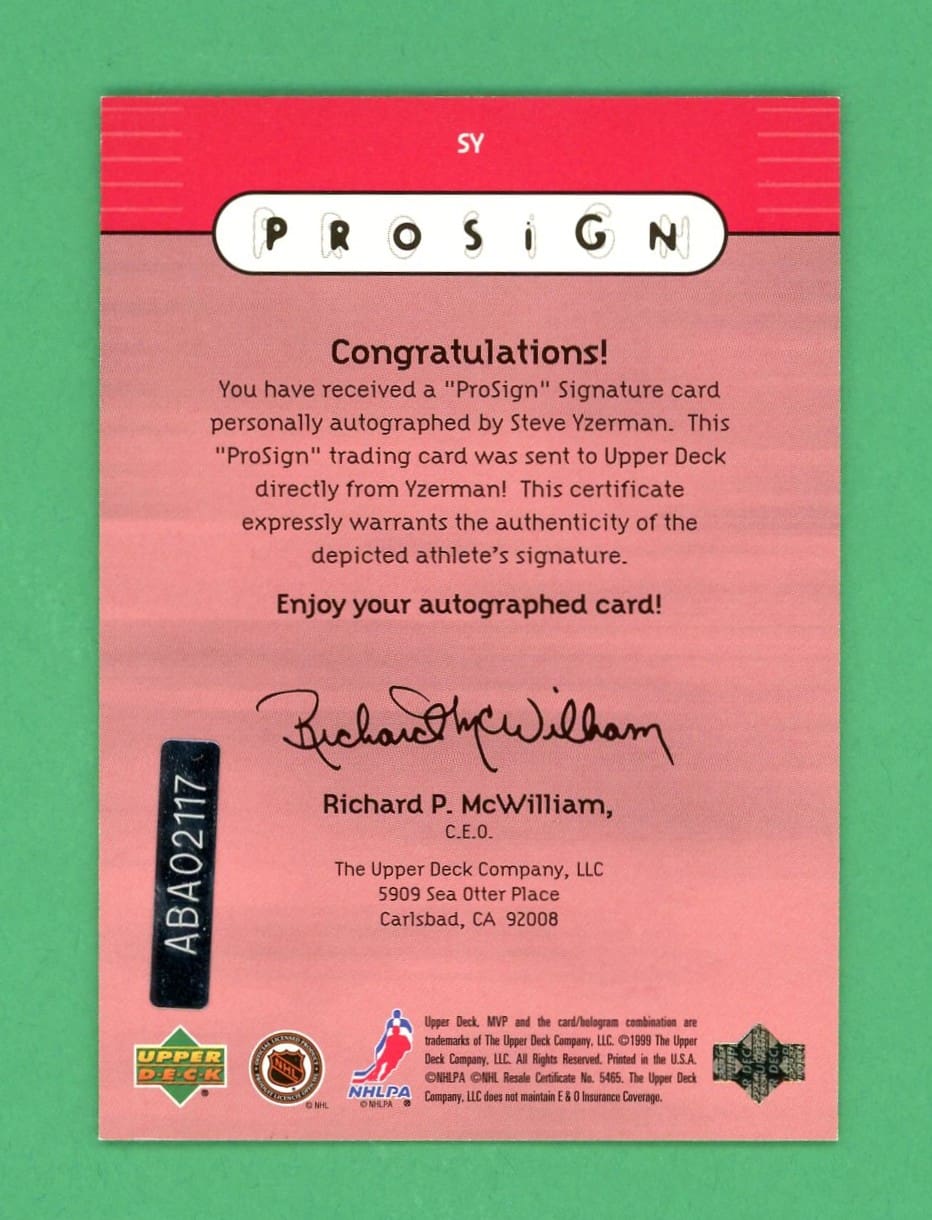 SY
PROSiGN
Congratulations!
You have received a "ProSign" Signature card
personally autographed by Steve Yzerman. This
"ProSign" trading card was sent to Upper Deck
directly from Yzerman! This certificate
expressly warrants the authenticity of the
depicted athlete's signature.
Enjoy your autographed card!
Richard McWilliam
Richard P. McWilliam,
C.E.O.
The Upper Deck Company, LLC
5909 Sea Otter Place
Carlsbad, CA 92008
ABA02117
Upper Deck, MVP and the card/hologram combination are
trademarks of The Upper Deck Company, LLC. ©1999 The Upper
Deck Company, LLC. All Rights Reserved. Printed in the U.S.A.
©NHLPA ©NHL Resale Certificate No. 5465. The Upper Deck
Company, LLC does not maintain E & O Insurance Coverage.
UPPER
D·E·C·K
®
NHL
© NHL
NHLPA
© NHLPA ®